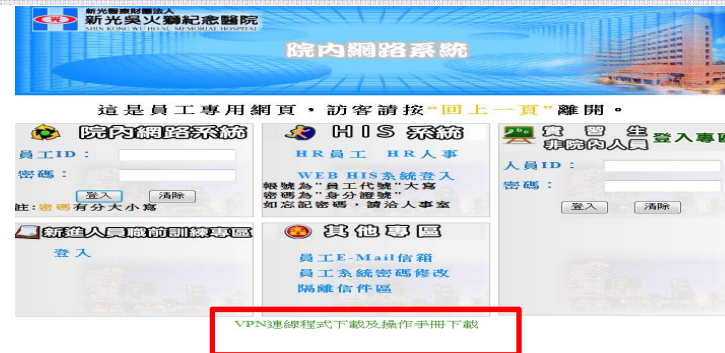 新光醫療財團法人
新光吳火獅紀念醫院
SHIN KONG WU HO-SU MEMORIAL HOSPITAL
院內網路系統
這是員工專用網頁，訪客請按"回上一頁"離開。
院內網路系統
員工ID：
密碼：
登入 清除
註:密碼有分大小寫
HIS 系統
HR員工 HR人事
WEB HIS系統登入
帳號為"員工代號"大寫
密碼為"身分證號"
如忘記密碼，請洽人事室
實習生
非院內人員
登入專區
人員ID：
密碼：
登入 清除
新進人員職前訓練專區
登入
其他專區
員工E-Mail信箱
員工系統密碼修改
隔離信件區
VPN連線程式下載及操作手冊下載